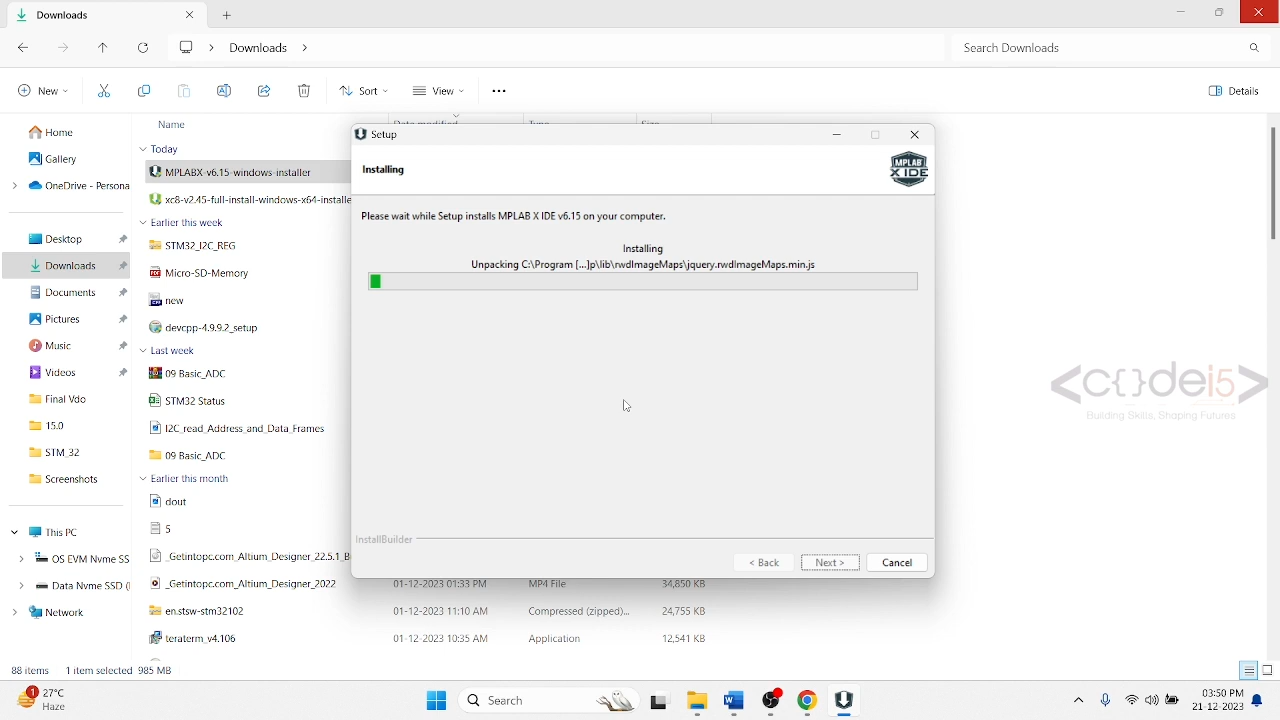 Downloads
Downloads
Search Downloads
New
Sort
View
Details
Home
Gallery
OneDrive - Persona
Desktop
Downloads
Documents
Pictures
Music
Videos
Final Vdo
15.0
STM_32
Screenshots
This PC
OS EVM Nvme SS
Data Nvme SSD (
Network
Name
Date modified
Type
Size
Today
MPLABX-v6.15-windows-installer
xc8-v2.45-full-install-windows-x64-installe
Earlier this week
STM32_I2C_REG
Micro-SD-Memory
new
devcpp-4.9.9.2_setup
Last week
09 Basic_ADC
STM32 Status
I2C_read_Address_and_Data_Frames
09 Basic_ADC
Earlier this month
dout
5
_Getintopc.com_Altium_Designer_22.5.1_B
_Getintopc.com_Altium_Designer_2022 01-12-2023 01:33 PM MP4 File 34,850 KB
en.stsw-stm32102 01-12-2023 11:10 AM Compressed (zipped)... 24,755 KB
teraterm_v4.106 01-12-2023 10:35 AM Application 12,541 KB
Setup
Installing
MPLAB
X IDE
Please wait while Setup installs MPLAB X IDE v6.15 on your computer.
Installing
Unpacking C:\Program [...]p\lib\rwdImageMaps\jquery.rwdImageMaps.min.js
InstallBuilder
< Back Next > Cancel
<c{}dei5>
Building Skills, Shaping Futures
88 items 1 item selected 985 MB
1
27°C
Haze
Search
03:50 PM
21-12-2023